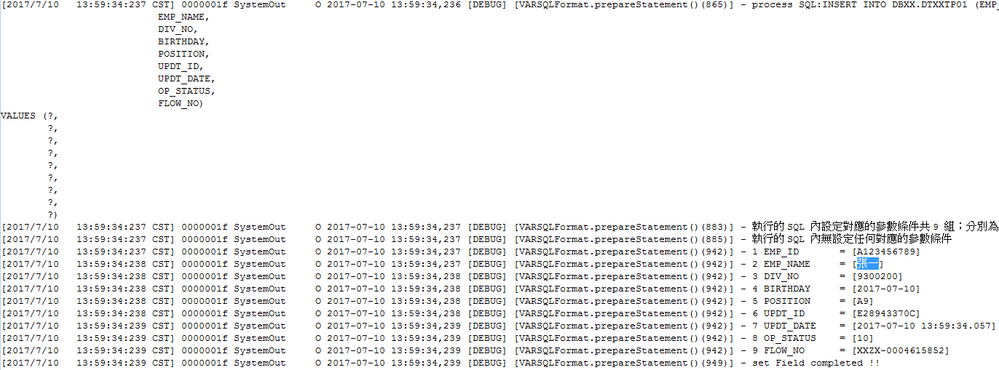 [2017/7/10   13:59:34:237 CST] 0000001f SystemOut     O 2017-07-10 13:59:34,236 [DEBUG] [VARSQLFormat.prepareStatement()(865)] - process SQL:INSERT INTO DBXX.DTXXTP01 (EMP_
EMP_NAME,
DIV_NO,
BIRTHDAY,
POSITION,
UPDT_ID,
UPDT_DATE,
OP_STATUS,
FLOW_NO)
VALUES (?,
?,
?,
?,
?,
?,
?,
?,
?)
[2017/7/10   13:59:34:237 CST] 0000001f SystemOut     O 2017-07-10 13:59:34,237 [DEBUG] [VARSQLFormat.prepareStatement()(883)] - 執行的 SQL 內設定對應的參數條件共 9 組；分別為
[2017/7/10   13:59:34:237 CST] 0000001f SystemOut     O 2017-07-10 13:59:34,237 [DEBUG] [VARSQLFormat.prepareStatement()(885)] - 執行的 SQL 內無設定任何對應的參數條件
[2017/7/10   13:59:34:238 CST] 0000001f SystemOut     O 2017-07-10 13:59:34,237 [DEBUG] [VARSQLFormat.prepareStatement()(942)] - 1 EMP_ID       = [A123456789]
[2017/7/10   13:59:34:238 CST] 0000001f SystemOut     O 2017-07-10 13:59:34,237 [DEBUG] [VARSQLFormat.prepareStatement()(942)] - 2 EMP_NAME     = [張一]
[2017/7/10   13:59:34:238 CST] 0000001f SystemOut     O 2017-07-10 13:59:34,238 [DEBUG] [VARSQLFormat.prepareStatement()(942)] - 3 DIV_NO       = [9300200]
[2017/7/10   13:59:34:238 CST] 0000001f SystemOut     O 2017-07-10 13:59:34,238 [DEBUG] [VARSQLFormat.prepareStatement()(942)] - 4 BIRTHDAY     = [2017-07-10]
[2017/7/10   13:59:34:238 CST] 0000001f SystemOut     O 2017-07-10 13:59:34,238 [DEBUG] [VARSQLFormat.prepareStatement()(942)] - 5 POSITION     = [A9]
[2017/7/10   13:59:34:238 CST] 0000001f SystemOut     O 2017-07-10 13:59:34,238 [DEBUG] [VARSQLFormat.prepareStatement()(942)] - 6 UPDT_ID      = [E28943370C]
[2017/7/10   13:59:34:239 CST] 0000001f SystemOut     O 2017-07-10 13:59:34,239 [DEBUG] [VARSQLFormat.prepareStatement()(942)] - 7 UPDT_DATE    = [2017-07-10 13:59:34.057]
[2017/7/10   13:59:34:239 CST] 0000001f SystemOut     O 2017-07-10 13:59:34,239 [DEBUG] [VARSQLFormat.prepareStatement()(942)] - 8 OP_STATUS    = [10]
[2017/7/10   13:59:34:239 CST] 0000001f SystemOut     O 2017-07-10 13:59:34,239 [DEBUG] [VARSQLFormat.prepareStatement()(942)] - 9 FLOW_NO      = [XXZX-0004615852]
[2017/7/10   13:59:34:239 CST] 0000001f SystemOut     O 2017-07-10 13:59:34,239 [DEBUG] [VARSQLFormat.prepareStatement()(949)] - set Field completed !!